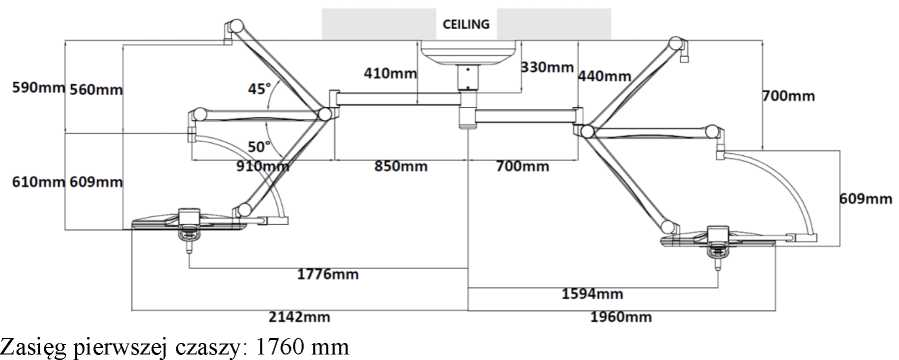 CEILING
410mm
330mm
440mm
590mm
560mm
45°
700mm
50°
910mm
850mm
700mm
610mm
609mm
609mm
1776mm
1594mm
2142mm
1960mm
Zasięg pierwszej czaszy: 1760 mm